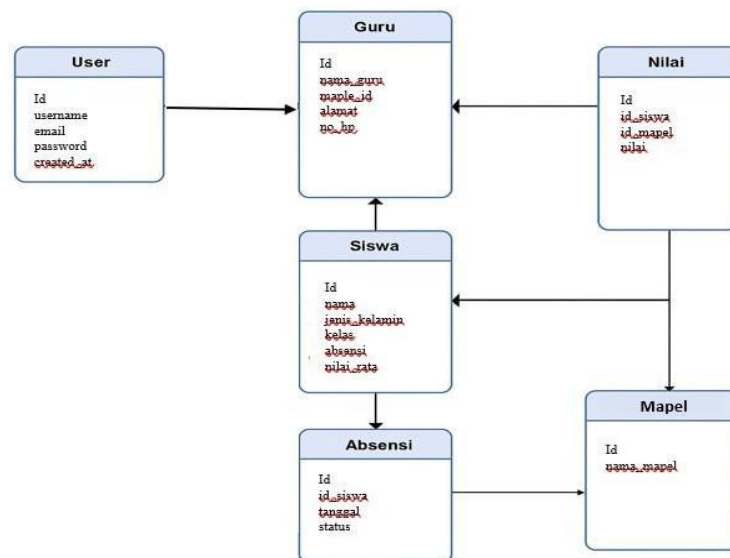 User
Id
username
email
password
created_at
Guru
Id
nama_guru
maple_id
alamat
no_hp
Nilai
Id
id_siswa
id_mapel
nilai
Siswa
Id
nama
jenis_kelamin
kelas
absensi
nilai_rata
Absensi
Id
id_siswa
tanggal
status
Mapel
Id
nama_mapel